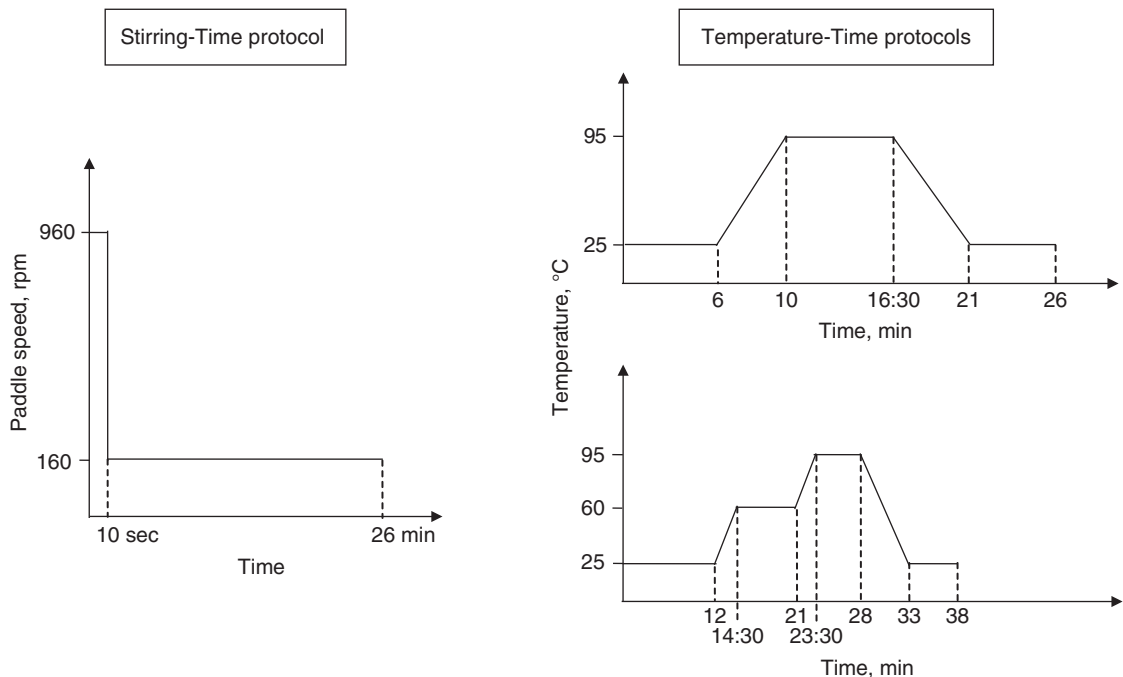 Stirring-Time protocol
Paddle speed, rpm
960
160
10 sec
26 min
Time
Temperature-Time protocols
Temperature, °C
95
25
6
10
16:30
21
26
Time, min
95
60
25
12
14:30
21
23:30
28
33
38
Time, min